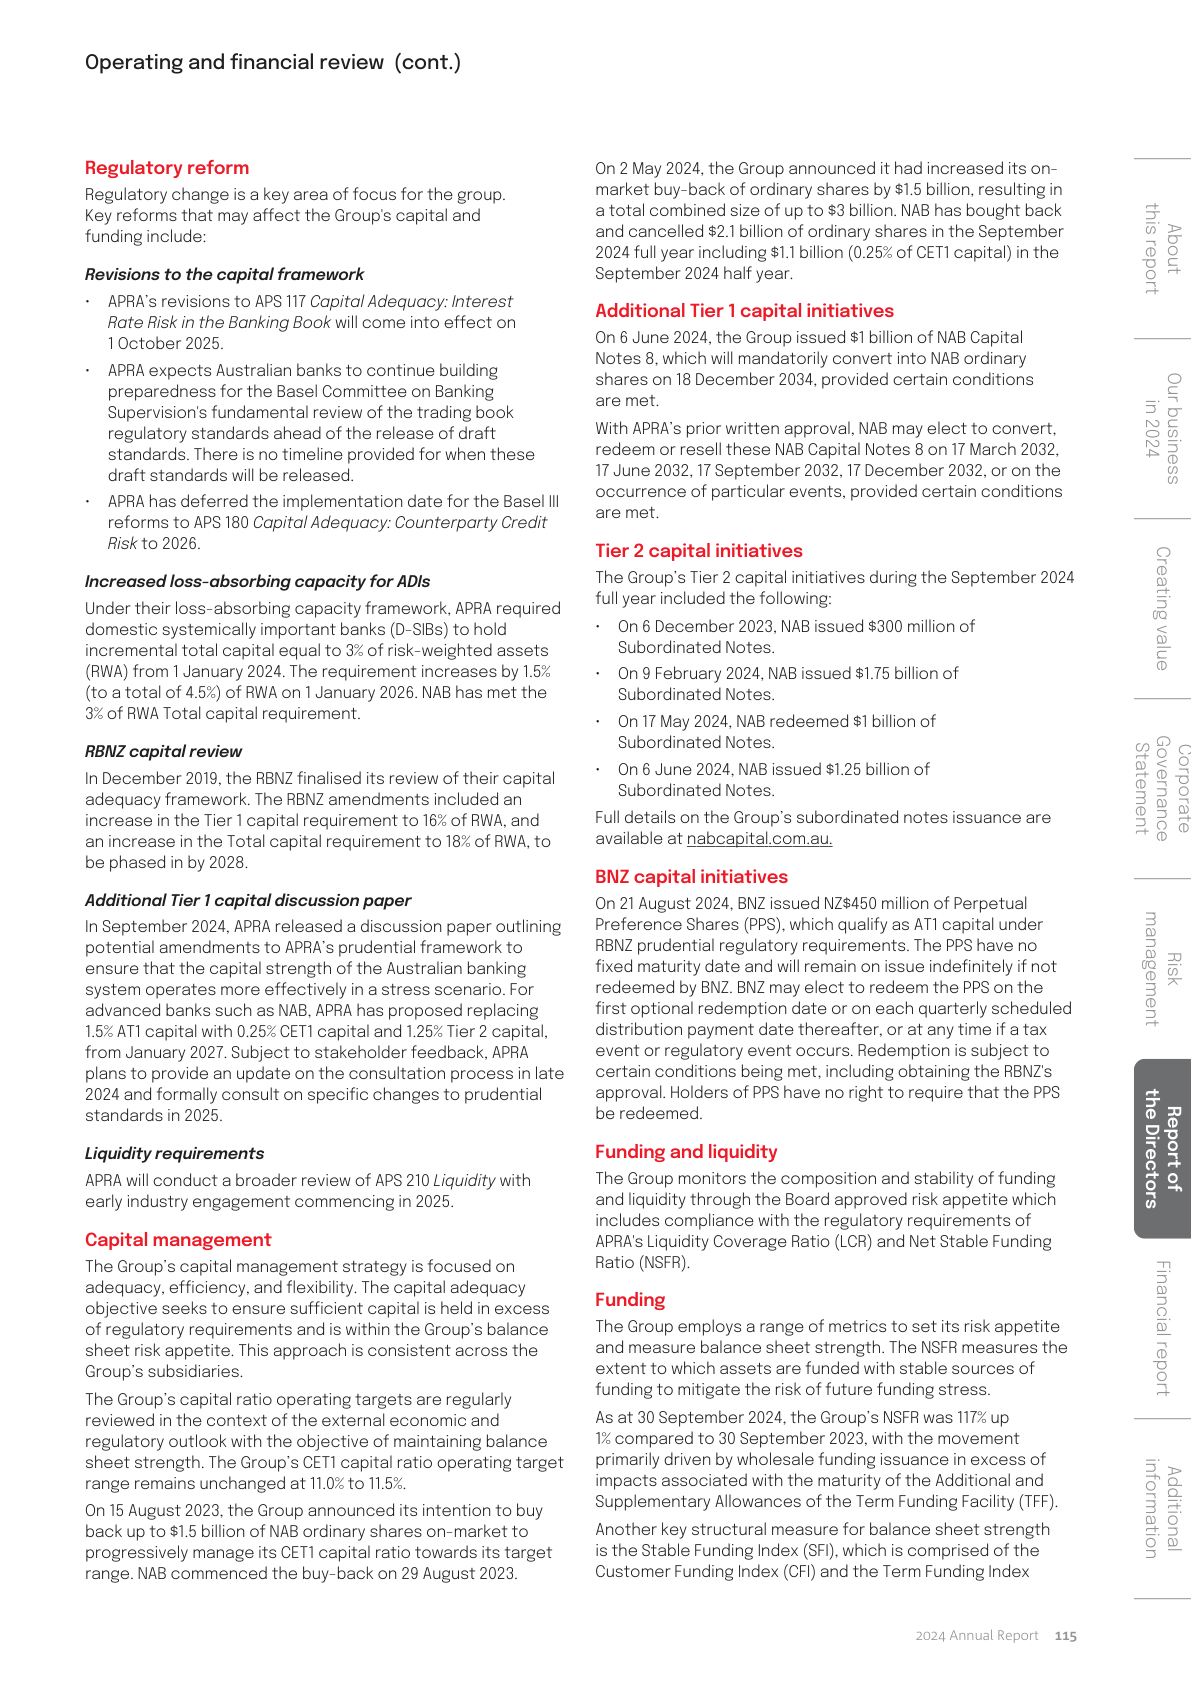 Operating and financial review (cont.)
Regulatory reform
Regulatory change is a key area of focus for the group.
Key reforms that may affect the Group's capital and
funding include:
Revisions to the capital framework
• APRA's revisions to APS 117 Capital Adequacy: Interest
Rate Risk in the Banking Book will come into effect on
1 October 2025.
• APRA expects Australian banks to continue building
preparedness for the Basel Committee on Banking
Supervision's fundamental review of the trading book
regulatory standards ahead of the release of draft
standards. There is no timeline provided for when these
draft standards will be released.
• APRA has deferred the implementation date for the Basel III
reforms to APS 180 Capital Adequacy: Counterparty Credit
Risk to 2026.
Increased loss-absorbing capacity for ADIs
Under their loss-absorbing capacity framework, APRA required
domestic systemically important banks (D-SIBs) to hold
incremental total capital equal to 3% of risk-weighted assets
(RWA) from 1 January 2024. The requirement increases by 1.5%
(to a total of 4.5%) of RWA on 1 January 2026. NAB has met the
3% of RWA Total capital requirement.
RBNZ capital review
In December 2019, the RBNZ finalised its review of their capital
adequacy framework. The RBNZ amendments included an
increase in the Tier 1 capital requirement to 16% of RWA, and
an increase in the Total capital requirement to 18% of RWA, to
be phased in by 2028.
Additional Tier 1 capital discussion paper
In September 2024, APRA released a discussion paper outlining
potential amendments to APRA's prudential framework to
ensure that the capital strength of the Australian banking
system operates more effectively in a stress scenario. For
advanced banks such as NAB, APRA has proposed replacing
1.5% AT1 capital with 0.25% CET1 capital and 1.25% Tier 2 capital,
from January 2027. Subject to stakeholder feedback, APRA
plans to provide an update on the consultation process in late
2024 and formally consult on specific changes to prudential
standards in 2025.
Liquidity requirements
APRA will conduct a broader review of APS 210 Liquidity with
early industry engagement commencing in 2025.
Capital management
The Group's capital management strategy is focused on
adequacy, efficiency, and flexibility. The capital adequacy
objective seeks to ensure sufficient capital is held in excess
of regulatory requirements and is within the Group's balance
sheet risk appetite. This approach is consistent across the
Group's subsidiaries.
The Group's capital ratio operating targets are regularly
reviewed in the context of the external economic and
regulatory outlook with the objective of maintaining balance
sheet strength. The Group's CET1 capital ratio operating target
range remains unchanged at 11.0% to 11.5%.
On 15 August 2023, the Group announced its intention to buy
back up to $1.5 billion of NAB ordinary shares on-market to
progressively manage its CET1 capital ratio towards its target
range. NAB commenced the buy-back on 29 August 2023.
On 2 May 2024, the Group announced it had increased its on-
market buy-back of ordinary shares by $1.5 billion, resulting in
a total combined size of up to $3 billion. NAB has bought back
and cancelled $2.1 billion of ordinary shares in the September
2024 full year including $1.1 billion (0.25% of CET1 capital) in the
September 2024 half year.
Additional Tier 1 capital initiatives
On 6 June 2024, the Group issued $1 billion of NAB Capital
Notes 8, which will mandatorily convert into NAB ordinary
shares on 18 December 2034, provided certain conditions
are met.
With APRA's prior written approval, NAB may elect to convert,
redeem or resell these NAB Capital Notes 8 on 17 March 2032,
17 June 2032, 17 September 2032, 17 December 2032, or on the
occurrence of particular events, provided certain conditions
are met.
Tier 2 capital initiatives
The Group's Tier 2 capital initiatives during the September 2024
full year included the following:
• On 6 December 2023, NAB issued $300 million of
Subordinated Notes.
• On 9 February 2024, NAB issued $1.75 billion of
Subordinated Notes.
• On 17 May 2024, NAB redeemed $1 billion of
Subordinated Notes.
• On 6 June 2024, NAB issued $1.25 billion of
Subordinated Notes.
Full details on the Group's subordinated notes issuance are
available at nabcapital.com.au.
BNZ capital initiatives
On 21 August 2024, BNZ issued NZ$450 million of Perpetual
Preference Shares (PPS), which qualify as AT1 capital under
RBNZ prudential regulatory requirements. The PPS have no
fixed maturity date and will remain on issue indefinitely if not
redeemed by BNZ. BNZ may elect to redeem the PPS on the
first optional redemption date or on each quarterly scheduled
distribution payment date thereafter, or at any time if a tax
event or regulatory event occurs. Redemption is subject to
certain conditions being met, including obtaining the RBNZ's
approval. Holders of PPS have no right to require that the PPS
be redeemed.
Funding and liquidity
The Group monitors the composition and stability of funding
and liquidity through the Board approved risk appetite which
includes compliance with the regulatory requirements of
APRA's Liquidity Coverage Ratio (LCR) and Net Stable Funding
Ratio (NSFR).
Funding
The Group employs a range of metrics to set its risk appetite
and measure balance sheet strength. The NSFR measures the
extent to which assets are funded with stable sources of
funding to mitigate the risk of future funding stress.
As at 30 September 2024, the Group's NSFR was 117% up
1% compared to 30 September 2023, with the movement
primarily driven by wholesale funding issuance in excess of
impacts associated with the maturity of the Additional and
Supplementary Allowances of the Term Funding Facility (TFF).
Another key structural measure for balance sheet strength
is the Stable Funding Index (SFI), which is comprised of the
Customer Funding Index (CFI) and the Term Funding Index
About
this report
Our business
in 2024
Creating value
Corporate
Governance
Statement
Risk
management
Report of
the Directors
Financial report
Additional
information
2024 Annual Report 115